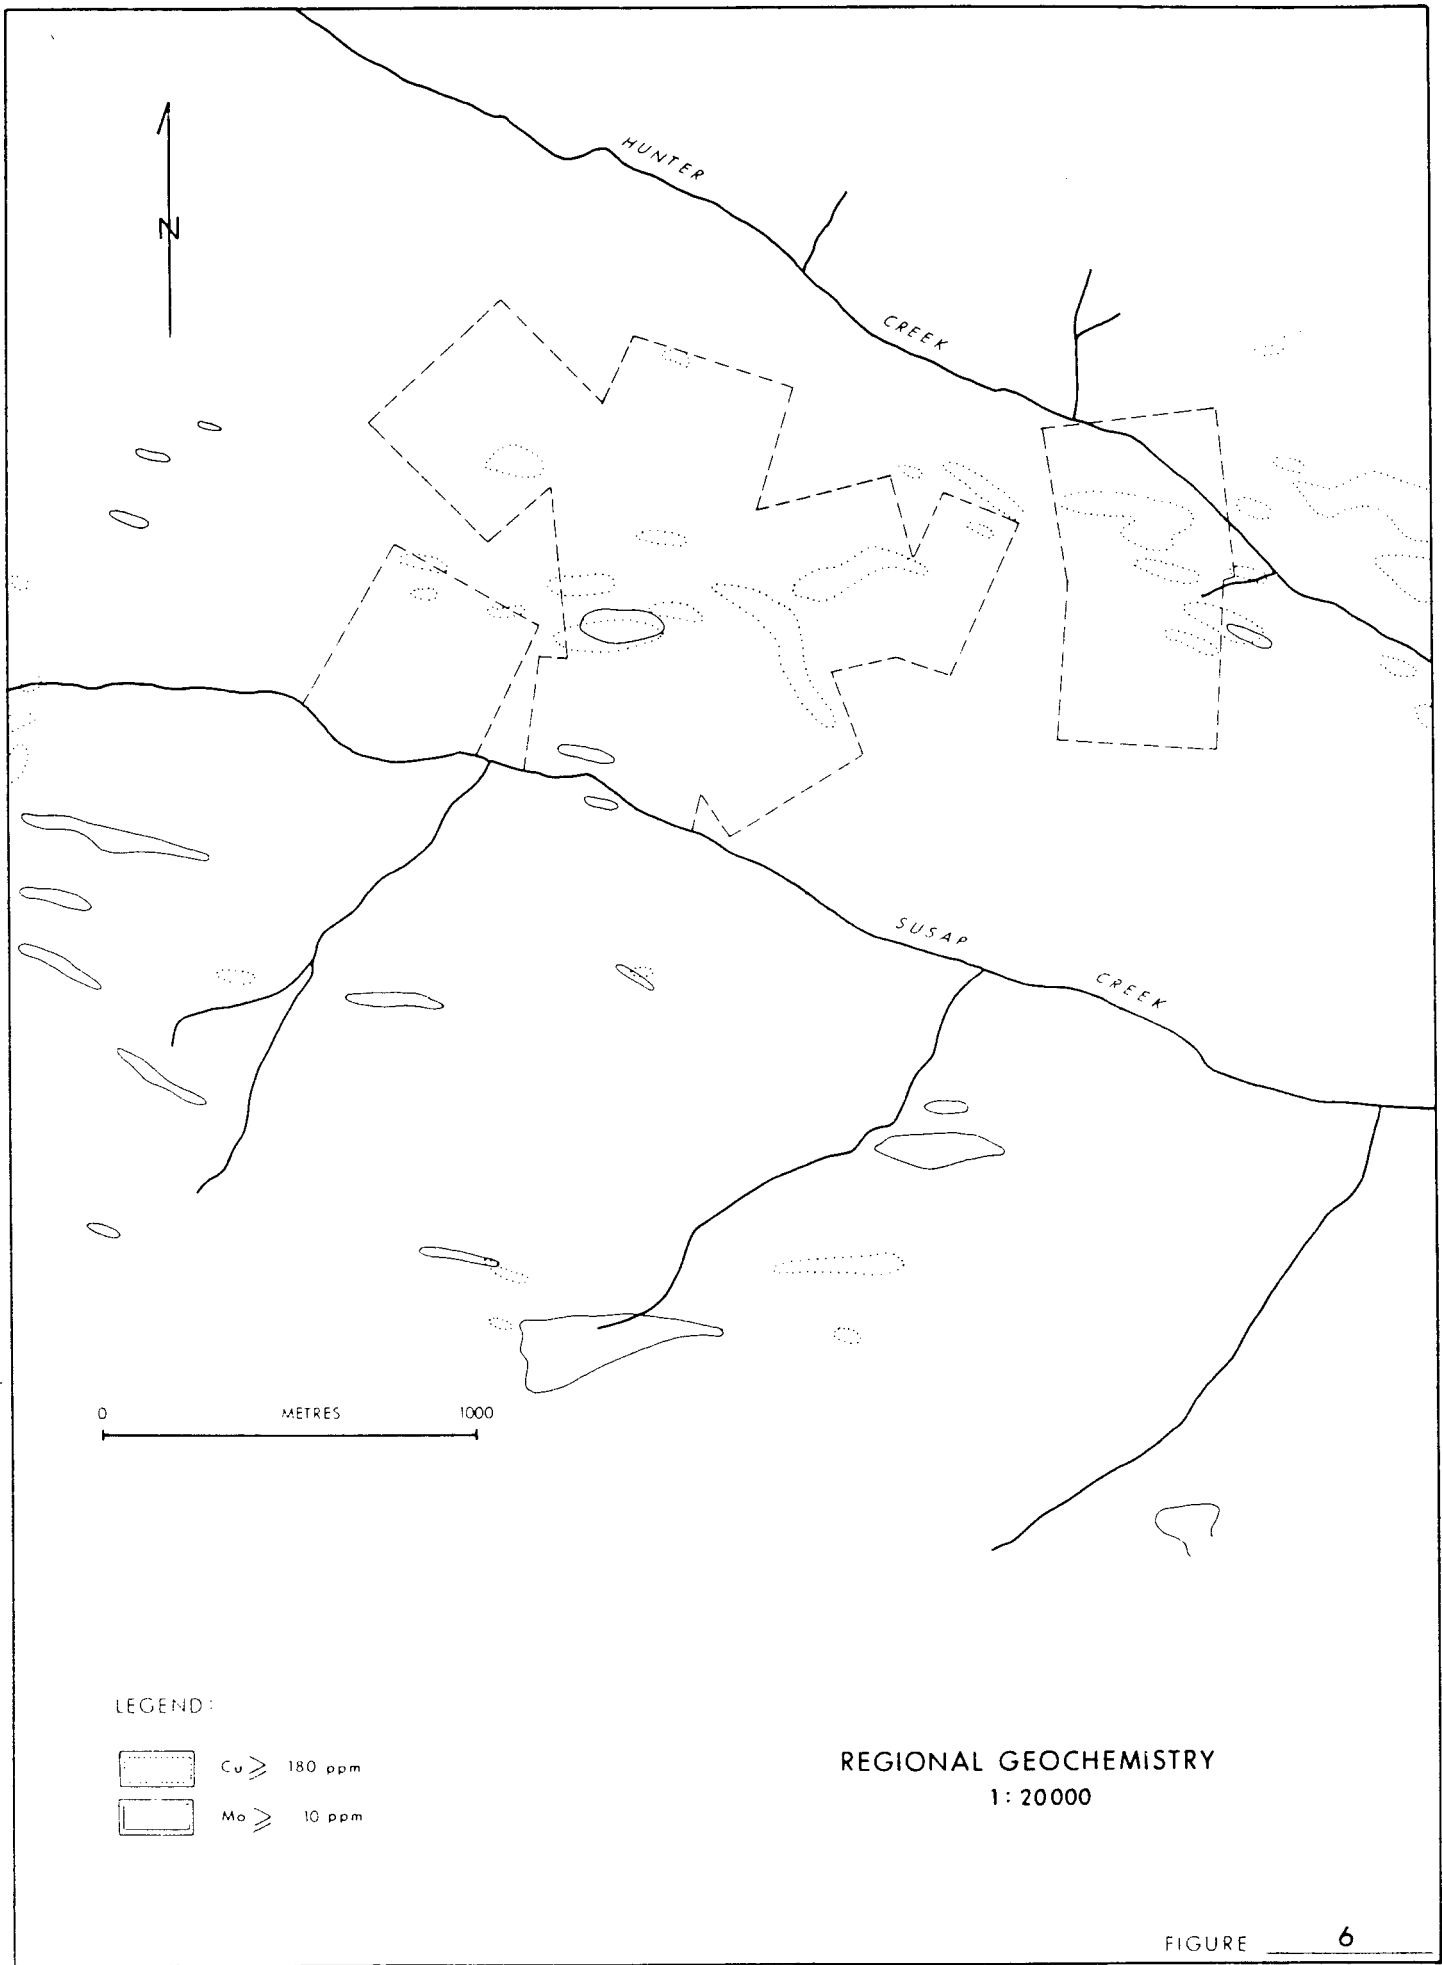 HUNTER
CREEK
N
SUSAP
CREEK
0 METRES 1000
LEGEND:
Cu ⩾ 180 ppm
Mo ⩾ 10 ppm
REGIONAL GEOCHEMiSTRY
1:20000
FIGURE 6